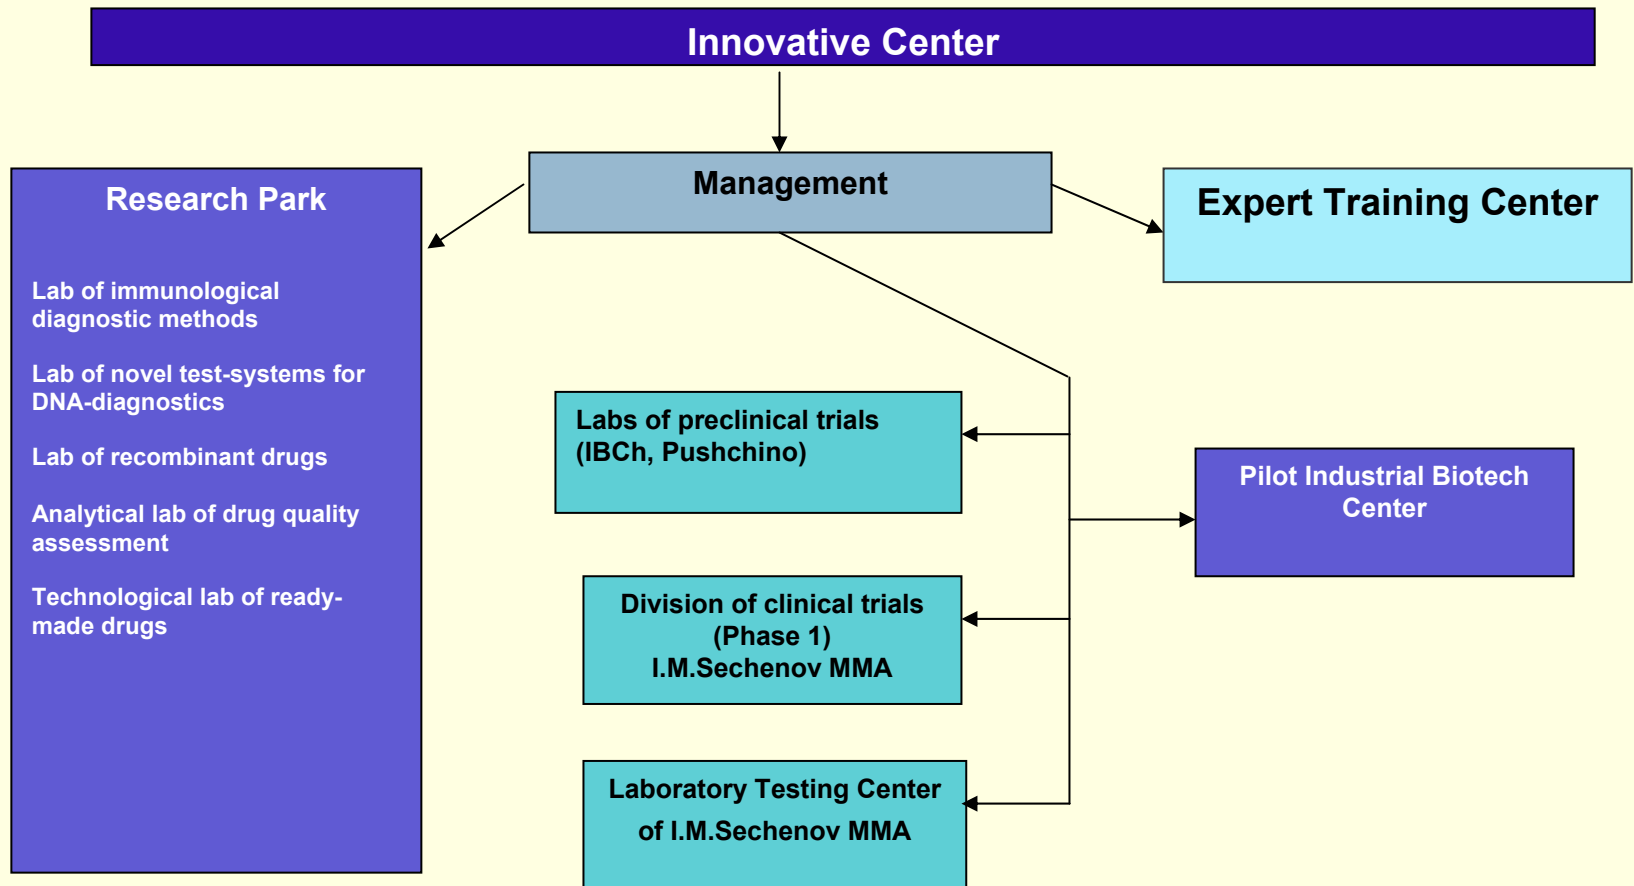 Innovative Center
Management
Research Park
Lab of immunological
diagnostic methods
Lab of novel test-systems for
DNA-diagnostics
Lab of recombinant drugs
Analytical lab of drug quality
assessment
Technological lab of ready-
made drugs
Expert Training Center
Labs of preclinical trials
(IBCh, Pushchino)
Pilot Industrial Biotech
Center
Division of clinical trials
(Phase 1)
I.M.Sechenov MMA
Laboratory Testing Center
of I.M.Sechenov MMA